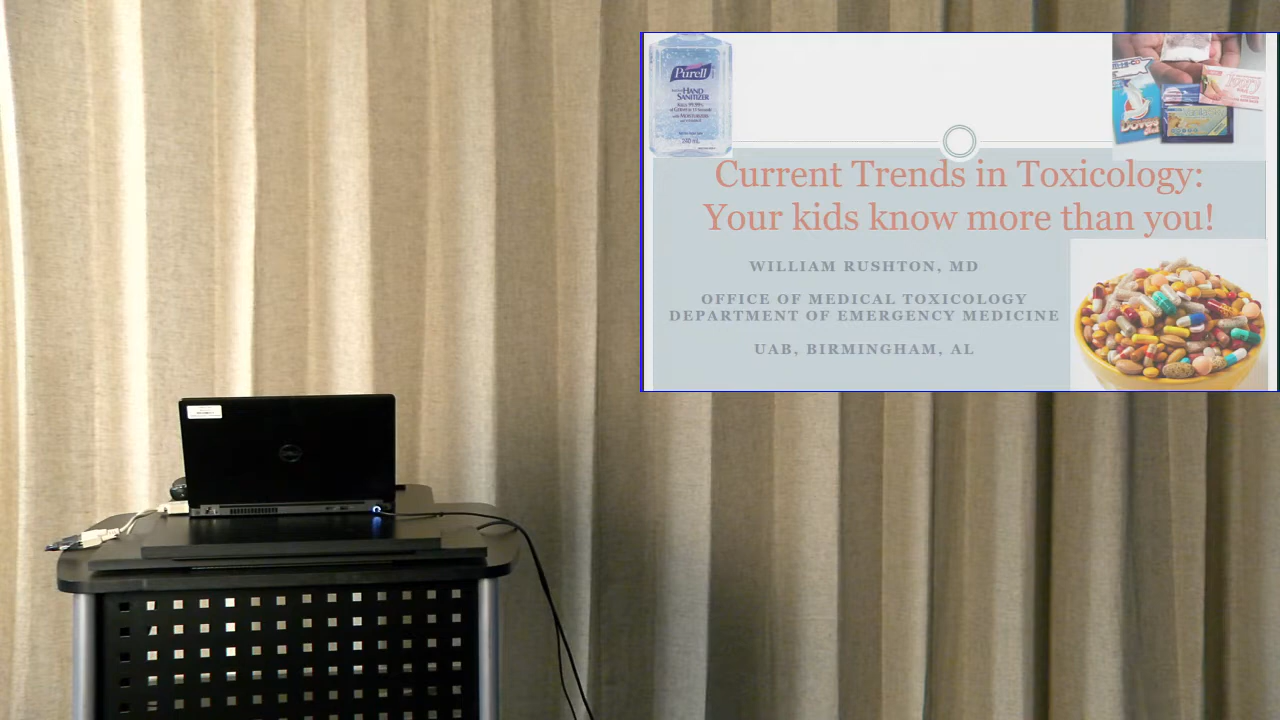 Purell
HAND
SANITIZER
Current Trends in Toxicology:
Your kids know more than you!
WILLIAM RUSHTON, MD
OFFICE OF MEDICAL TOXICOLOGY
DEPARTMENT OF EMERGENCY MEDICINE
UAB, BIRMINGHAM, AL